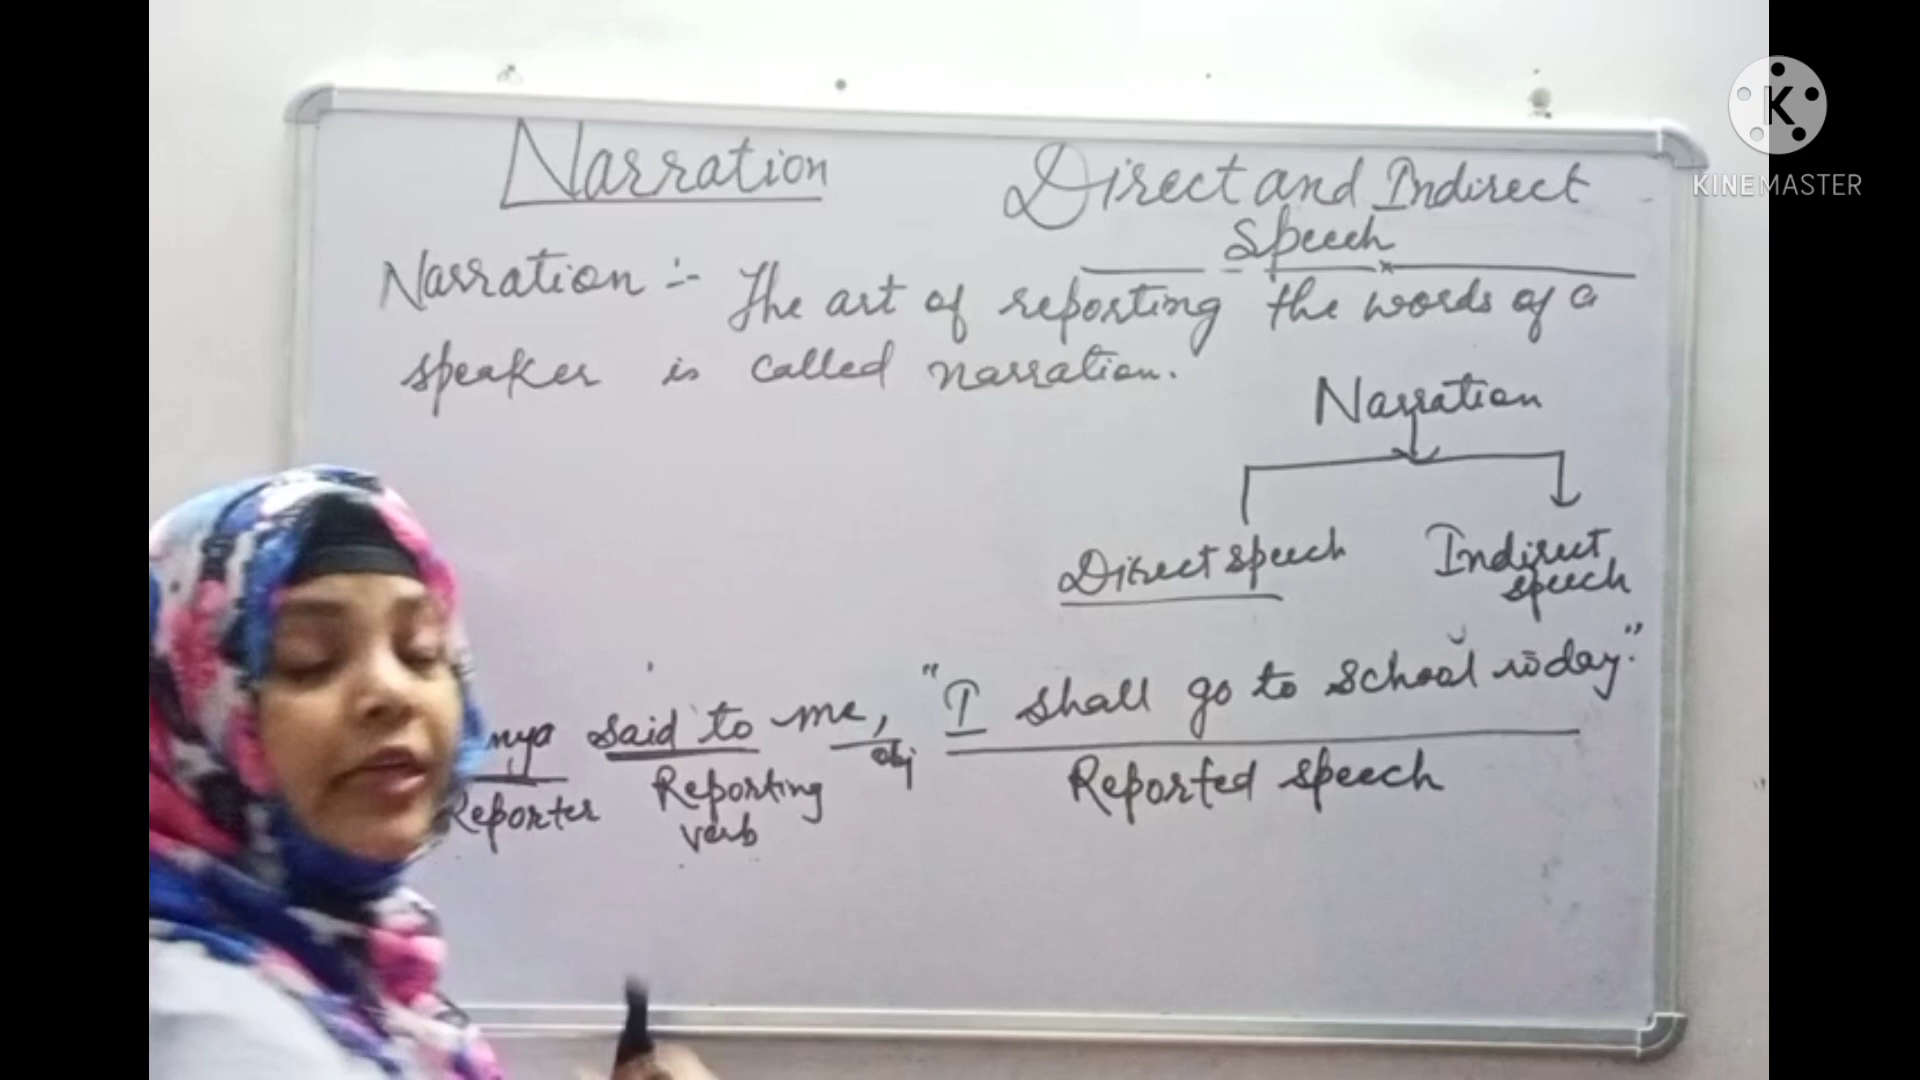 Narration
Direct and Indirect
Speech
Narration :- The art of reporting the words of a
speaker is called narration.
Narration
Direct speech
Indirect
speech
said to me, "I shall go to school today."
Reporter
Reporting
verb
obj
Reported speech
K
KINEMASTER